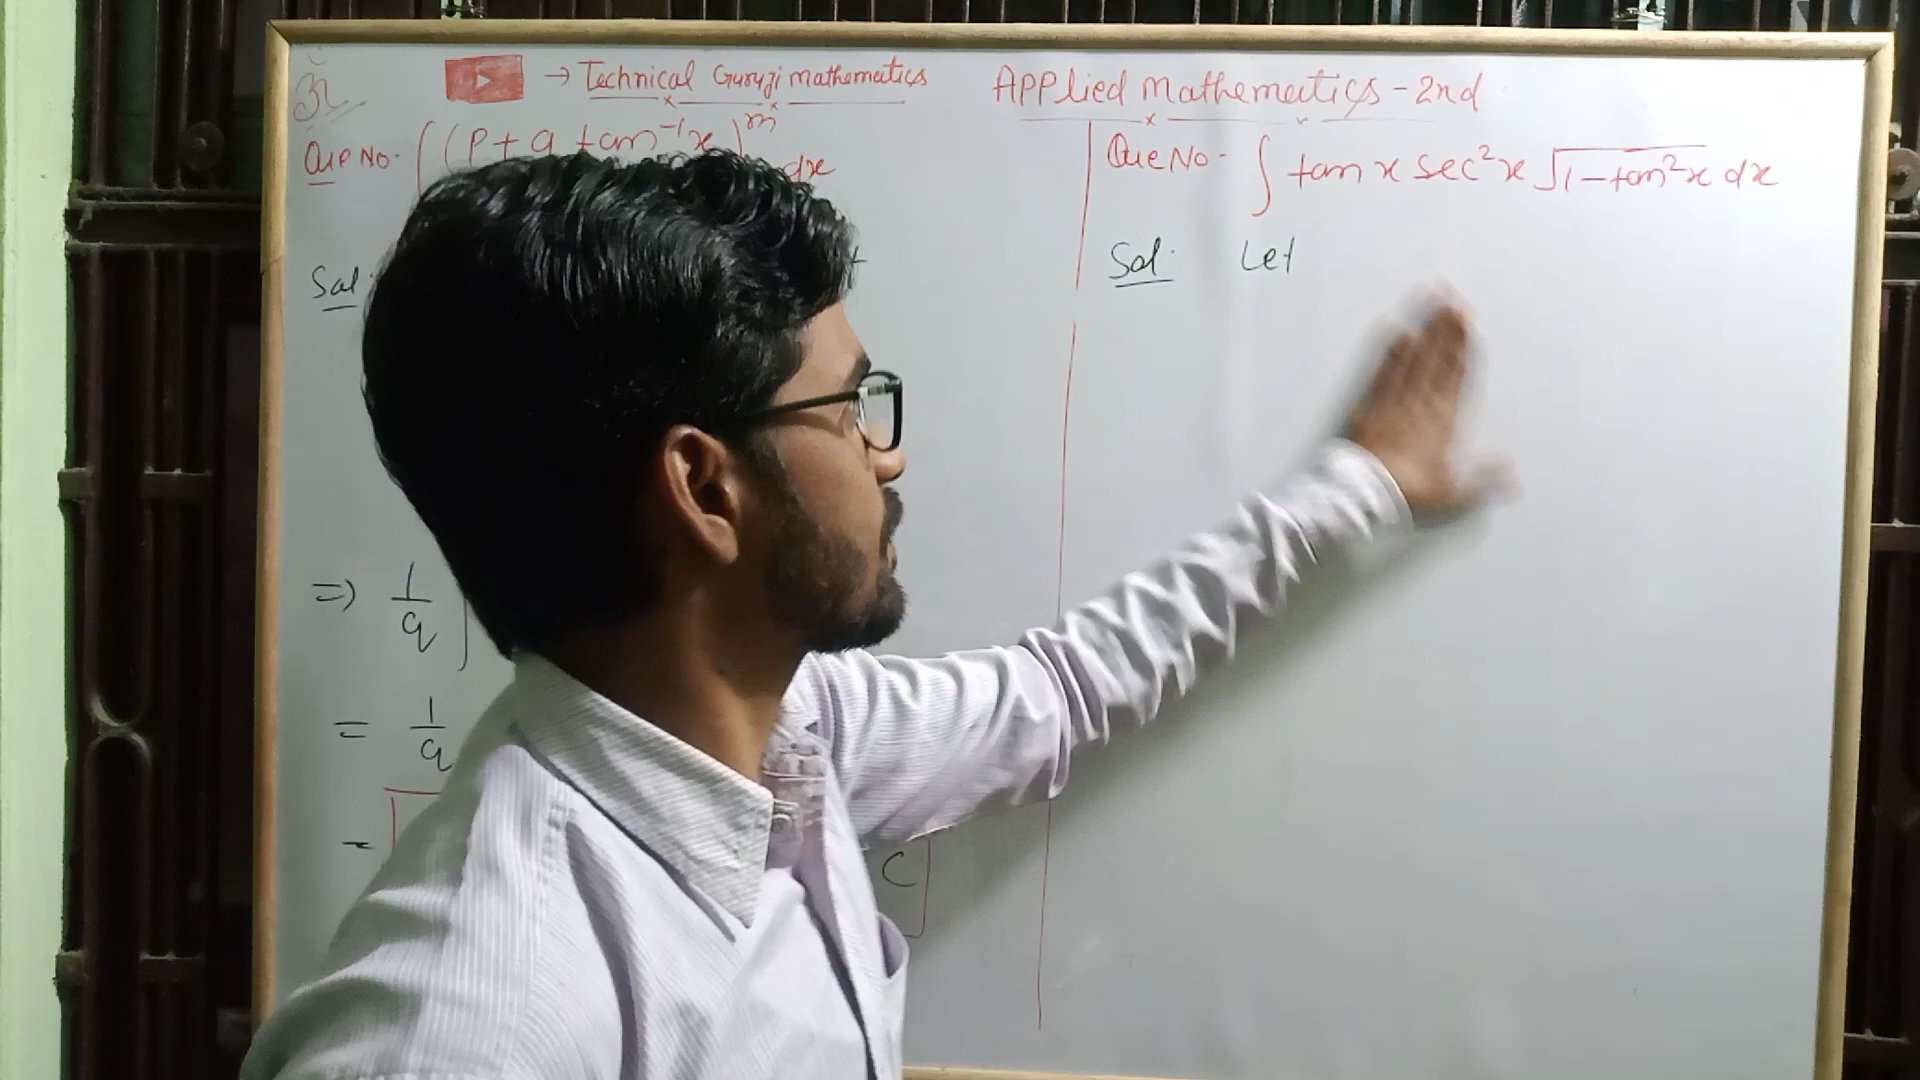 ॐ
→ Technical Guruji mathematics
Applied Mathematics - 2nd
Que No. ∫ (p + q tan⁻¹x)ᵐ dx
Sol.
=> 1/q ∫
= 1/q
=
C
Que No - ∫ tan x sec²x √1 - tan²x dx
Sol. Let